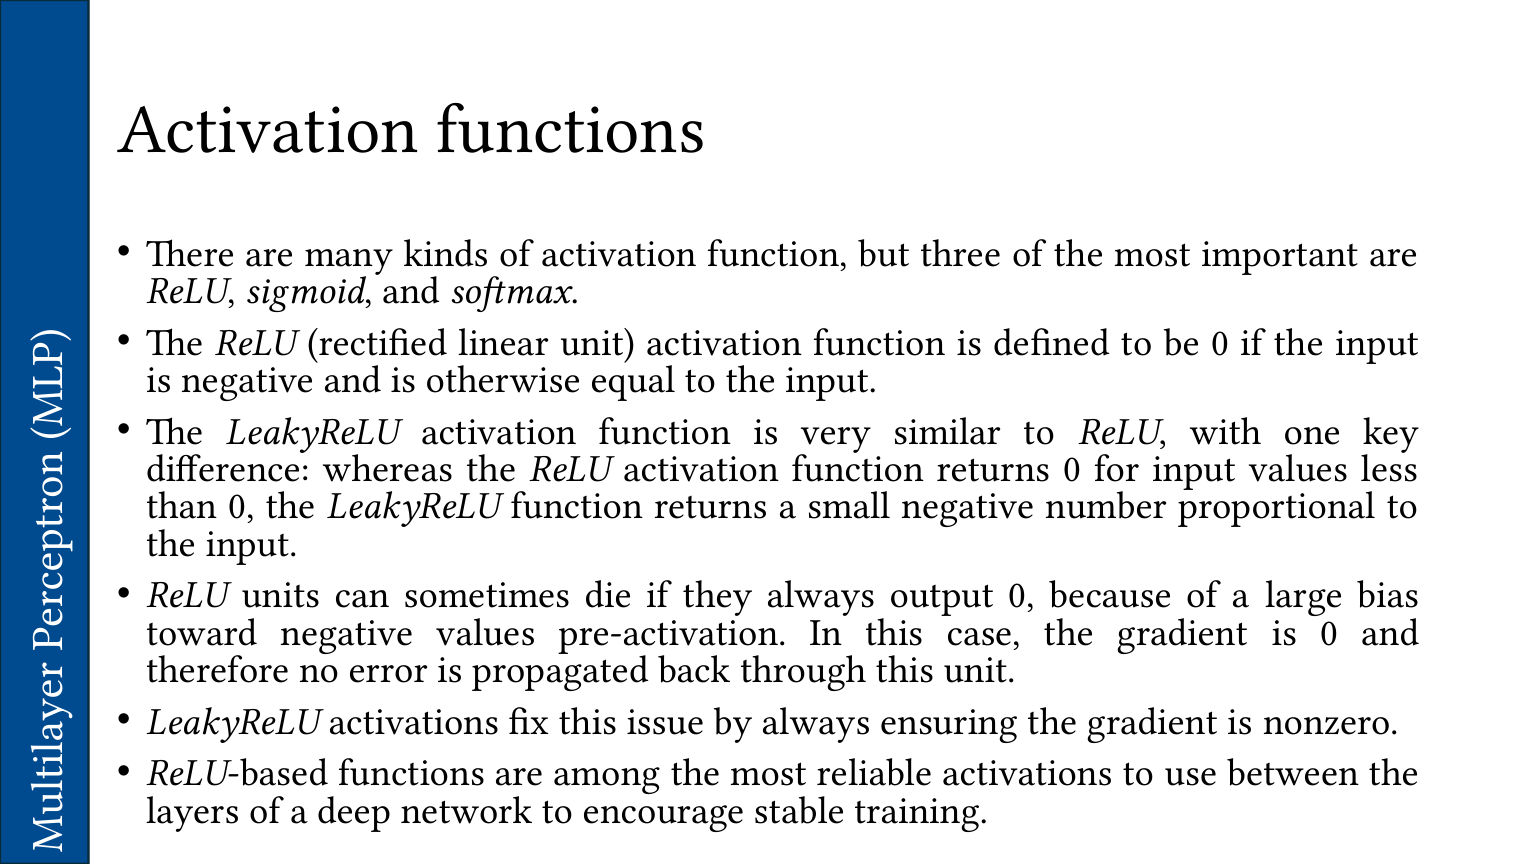 Multilayer Perceptron (MLP)
Activation functions
• There are many kinds of activation function, but three of the most important are
ReLU, sigmoid, and softmax.
• The ReLU (rectified linear unit) activation function is defined to be 0 if the input
is negative and is otherwise equal to the input.
• The LeakyReLU activation function is very similar to ReLU, with one key
difference: whereas the ReLU activation function returns 0 for input values less
than 0, the LeakyReLU function returns a small negative number proportional to
the input.
• ReLU units can sometimes die if they always output 0, because of a large bias
toward negative values pre-activation. In this case, the gradient is 0 and
therefore no error is propagated back through this unit.
• LeakyReLU activations fix this issue by always ensuring the gradient is nonzero.
• ReLU-based functions are among the most reliable activations to use between the
layers of a deep network to encourage stable training.